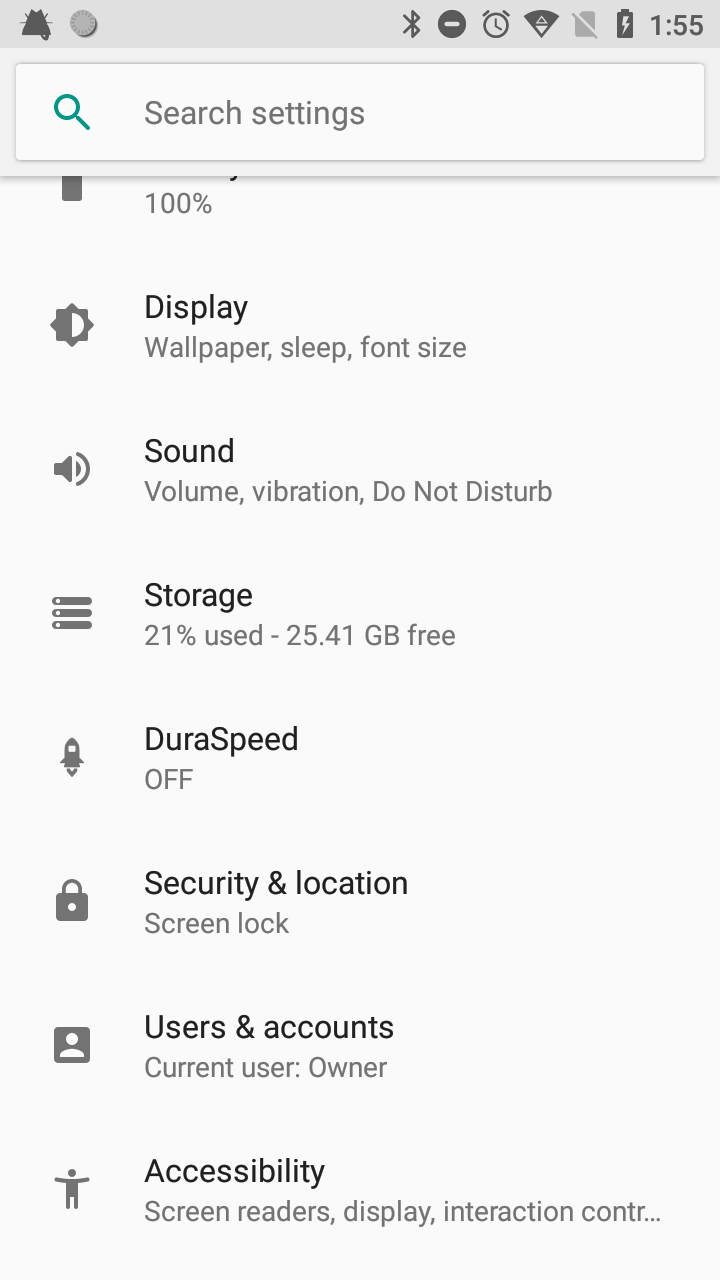 1:55
Search settings
100%
Display
Wallpaper, sleep, font size
Sound
Volume, vibration, Do Not Disturb
Storage
21% used - 25.41 GB free
DuraSpeed
OFF
Security & location
Screen lock
Users & accounts
Current user: Owner
Accessibility
Screen readers, display, interaction contr…